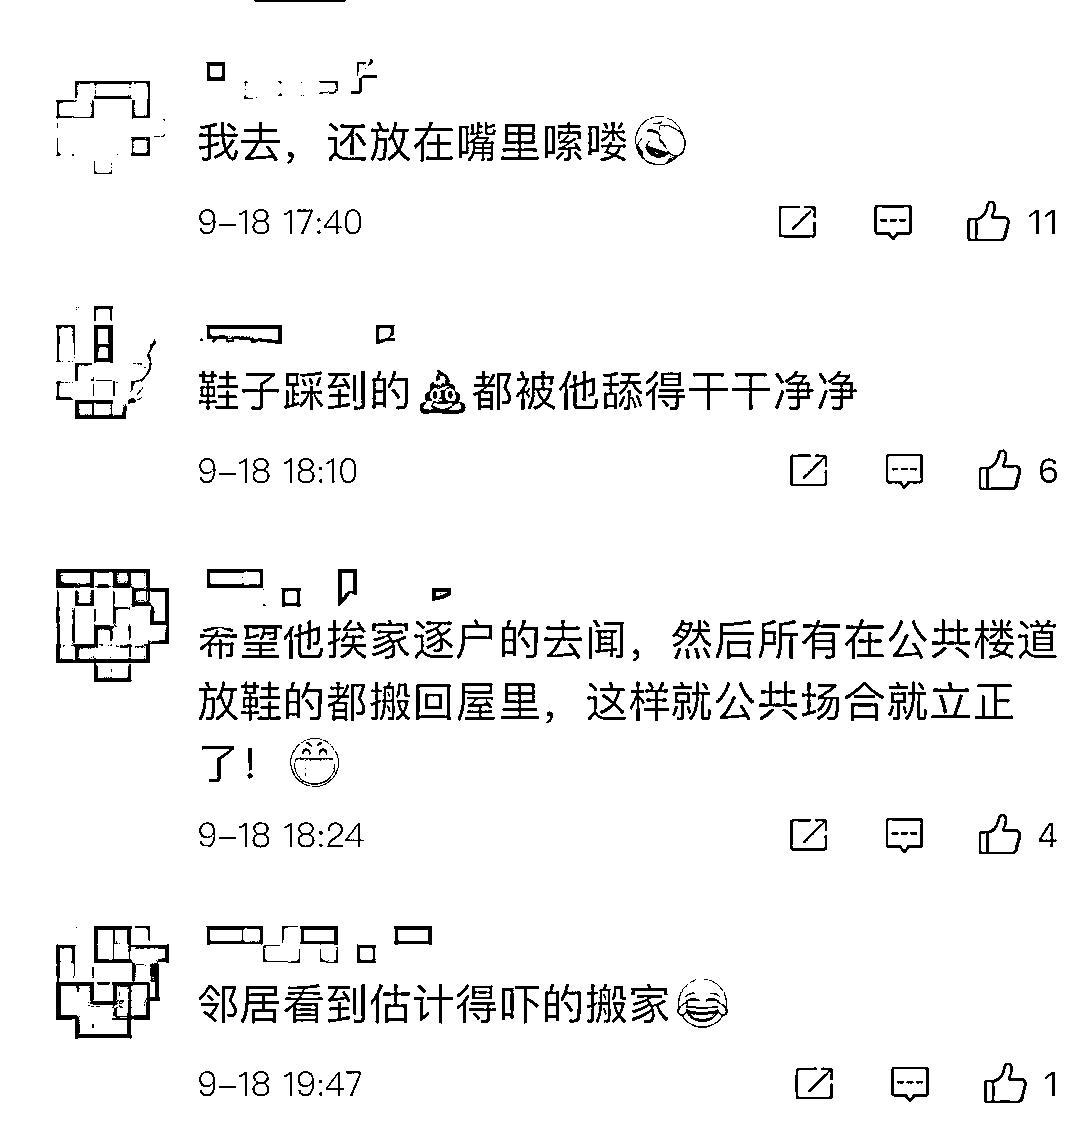 我去，还放在嘴里嗦喽🤣
9-18 17:40
11
鞋子踩到的💩都被他舔得干干净净
9-18 18:10
6
希望他挨家逐户的去闻，然后所有在公共楼道
放鞋的都搬回屋里，这样就公共场合就立正
了！😁
9-18 18:24
4
邻居看到估计得吓的搬家😂
9-18 19:47
1